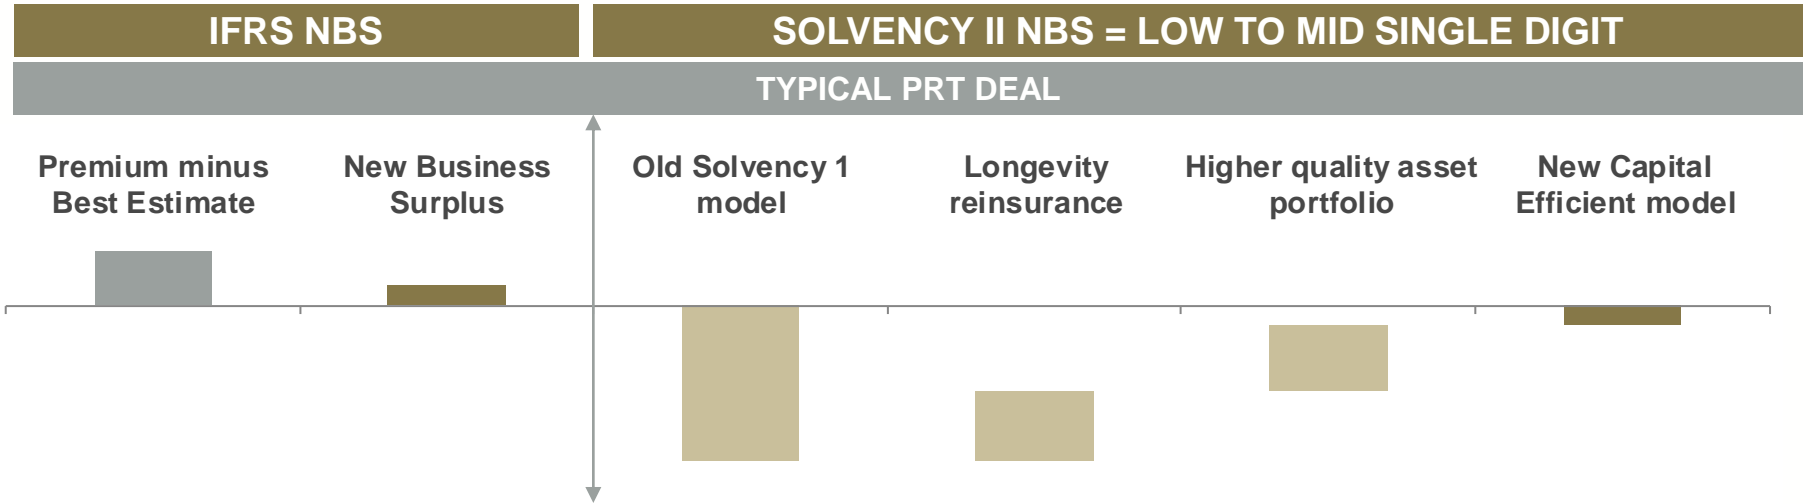 IFRS NBS
SOLVENCY II NBS = LOW TO MID SINGLE DIGIT
TYPICAL PRT DEAL
Premium minus
Best Estimate
New Business
Surplus
Old Solvency 1
model
Longevity
reinsurance
Higher quality asset
portfolio
New Capital
Efficient model